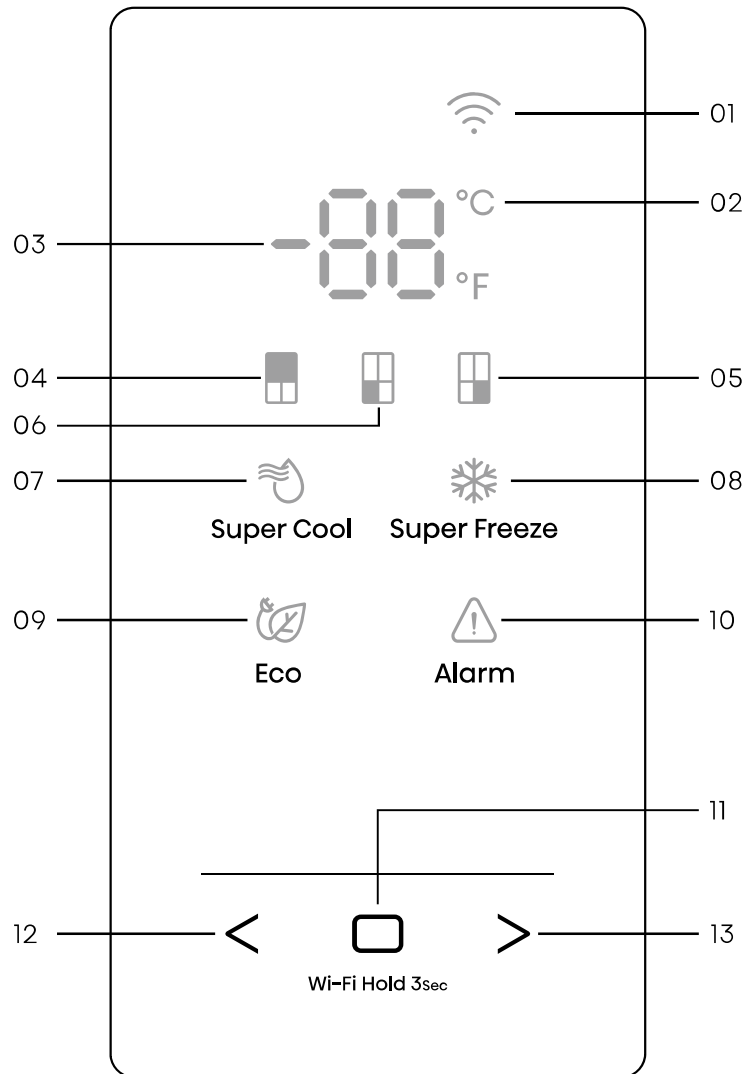 01
-88 °C
02
03
°F
04
05
06
07
08
Super Cool
Super Freeze
09
10
Eco
Alarm
11
12
<
>
13
Wi-Fi Hold 3Sec